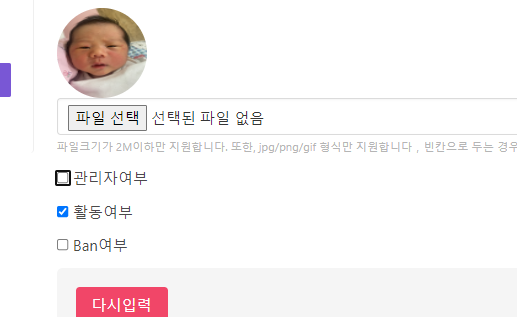 파일 선택 선택된 파일 없음
파일크기가 2M이하만 지원합니다. 또한, jpg/png/gif 형식만 지원합니다 , 빈칸으로 두는 경우
관리자여부
활동여부
Ban여부
다시입력